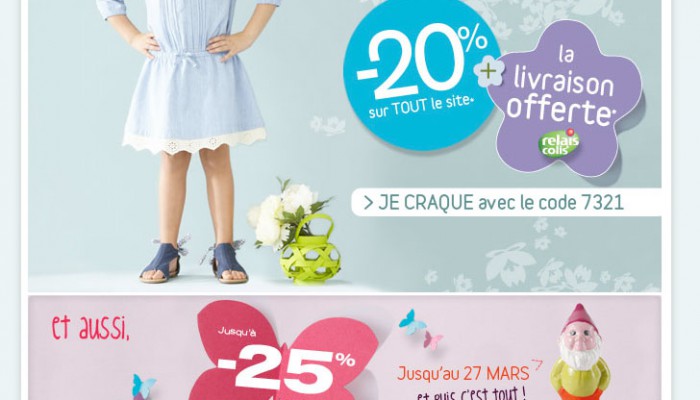 -20%
sur TOUT le site*
+
la
livraison
offerte*
relais
colis
> JE CRAQUE avec le code 7321
et aussi,
Jusqu'à
-25%
Jusqu'au 27 MARS
et puis c'est tout !